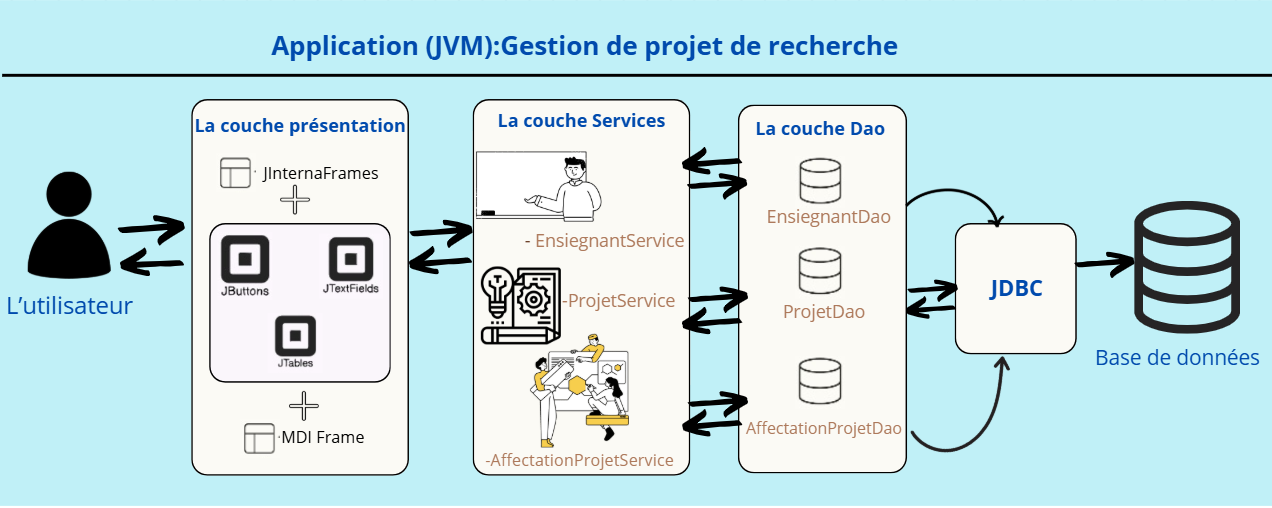 Application (JVM):Gestion de projet de recherche
L'utilisateur
La couche présentation
JInternaFrames
JButtons
JTextFields
JTables
MDI Frame
La couche Services
- EnsiegnantService
-ProjetService
-AffectationProjetService
La couche Dao
EnsiegnantDao
ProjetDao
AffectationProjetDao
JDBC
Base de données